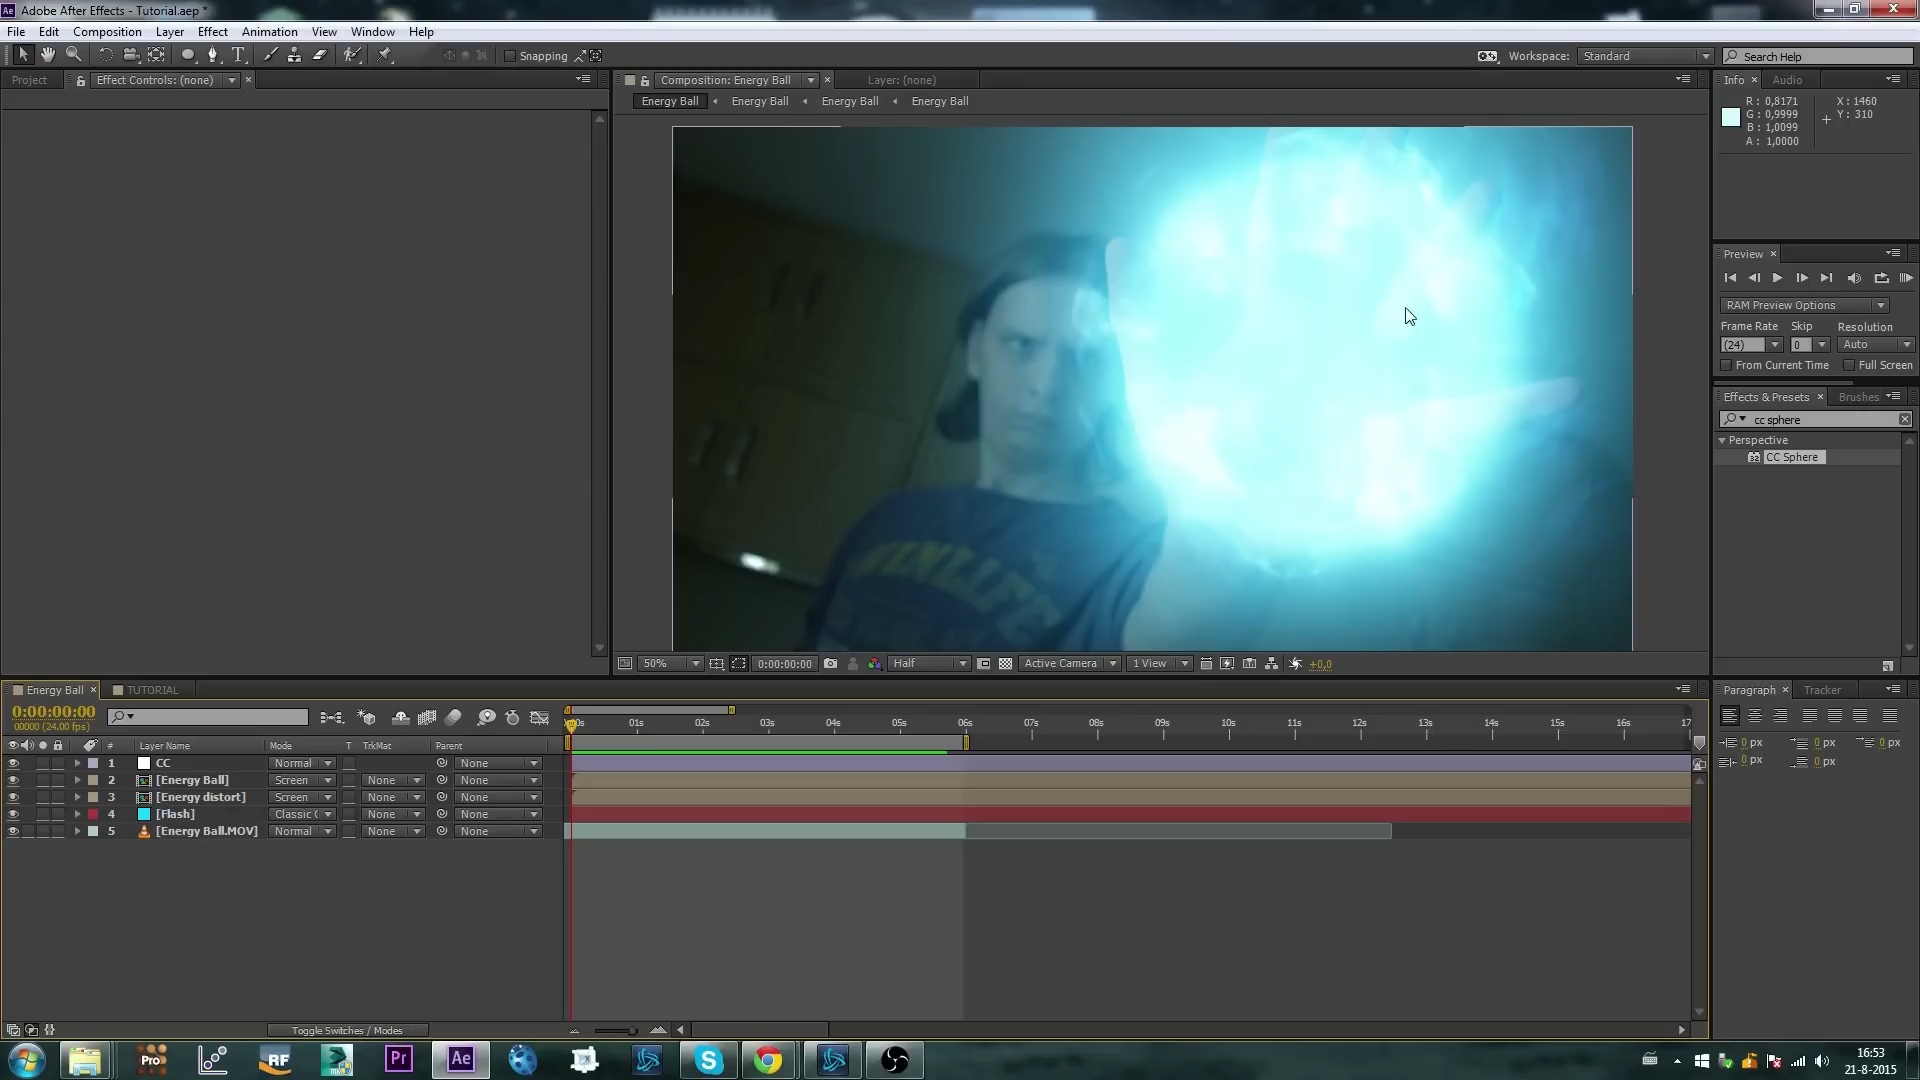 Adobe After Effects - Tutorial.aep *
File Edit Composition Layer Effect Animation View Window Help
Snapping Workspace: Standard Search Help
Project Effect Controls: (none) Composition: Energy Ball Layer: (none) Info Audio
Energy Ball Energy Ball Energy Ball Energy Ball
R : 0,8171 X : 1460
G : 0,9999 Y : 310
B : 1,0099
A : 1,0000
Preview
RAM Preview Options
Frame Rate Skip Resolution
(24) 0 Auto
From Current Time Full Screen
Effects & Presets Brushes
cc sphere
Perspective
CC Sphere
50% 0:00:00:00 Half Active Camera 1 View +0,0
Energy Ball TUTORIAL Paragraph Tracker
0:00:00:00
00000 (24.00 fps)
01s 02s 03s 04s 05s 06s 07s 08s 09s 10s 11s 12s 13s 14s 15s 16s 17
# Layer Name Mode T TrkMat Parent
0 px 0 px 0 px
0 px 0 px
1 CC Normal None
2 [Energy Ball] Screen None None
3 [Energy distort] Screen None None
4 [Flash] Classic None None
5 [Energy Ball.MOV] Normal None None
Toggle Switches / Modes
Pro RF Pr Ae
16:53
21-8-2015